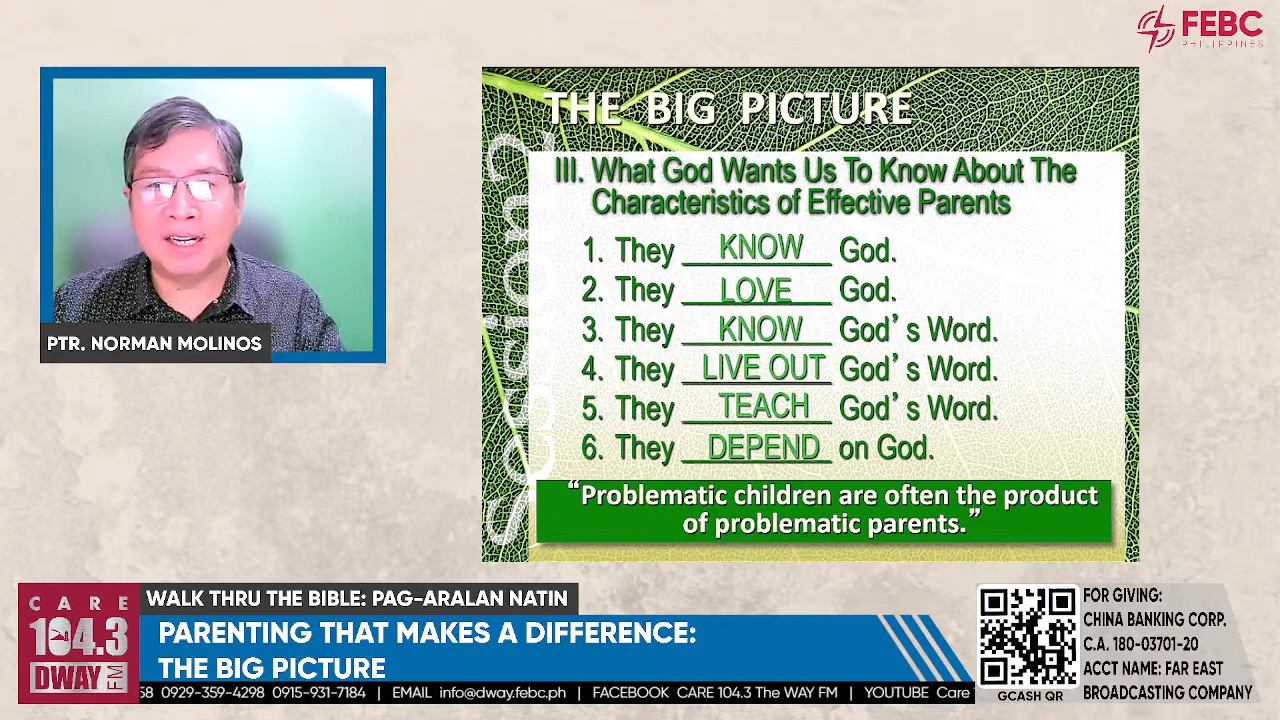 FEBC
PHILIPPINES
THE BIG PICTURE
Session 2
III. What God Wants Us To Know About The
Characteristics of Effective Parents
1. They KNOW God.
2. They LOVE God.
3. They KNOW God’s Word.
4. They LIVE OUT God’s Word.
5. They TEACH God’s Word.
6. They DEPEND on God.
“Problematic children are often the product
of problematic parents.”
PTR. NORMAN MOLINOS
CARE
104.3
DWAY FM
WALK THRU THE BIBLE: PAG-ARALAN NATIN
PARENTING THAT MAKES A DIFFERENCE:
THE BIG PICTURE
58 0929-359-4298 0915-931-7184 | EMAIL info@dway.febc.ph | FACEBOOK CARE 104.3 The WAY FM | YOUTUBE Care
GCASH QR
FOR GIVING:
CHINA BANKING CORP.
C.A. 180-03701-20
ACCT NAME: FAR EAST
BROADCASTING COMPANY